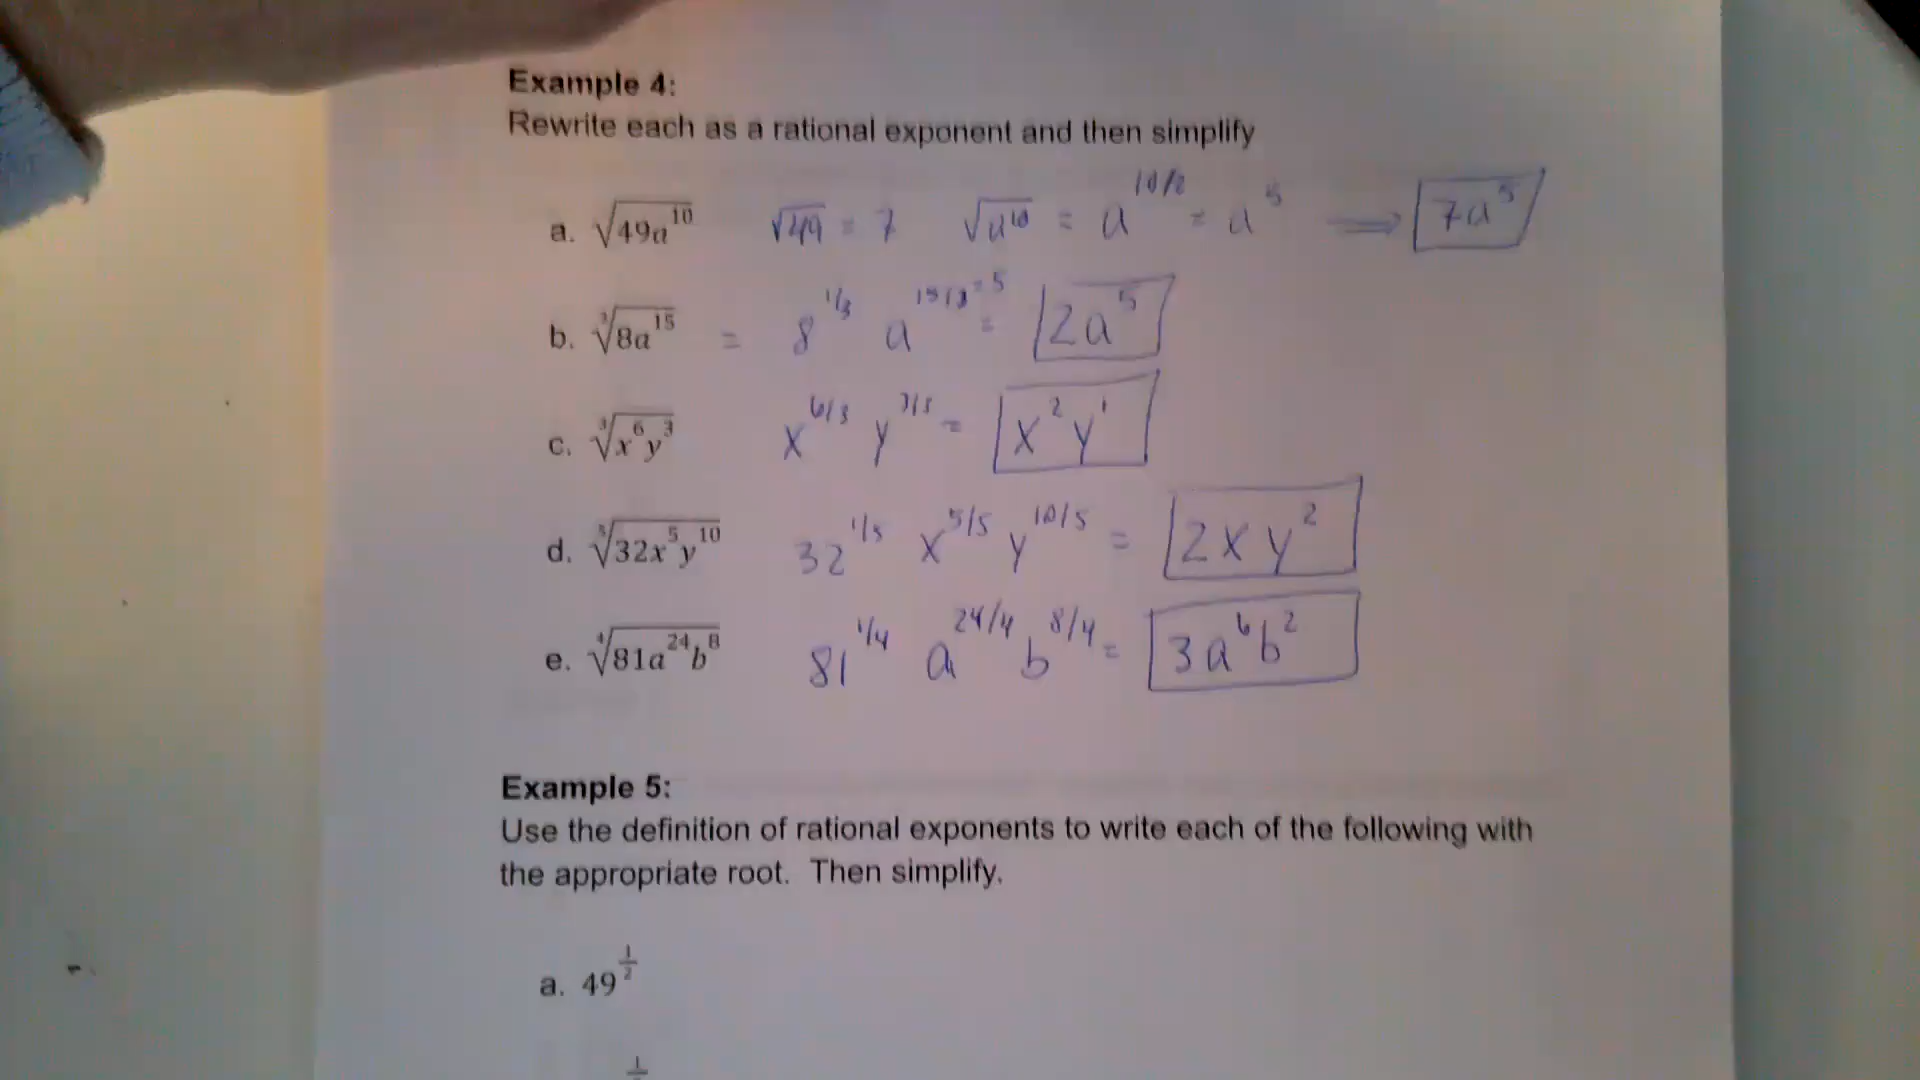 Example 4:
Rewrite each as a rational exponent and then simplify
a. √(49a^10) √49 = 7 √(a^10) = a^(10/2) = a^5 ⟹ 7a^5
b. ∛(8a^15) = 8^(1/3) a^(15/3 = 5) = 2a^5
c. ∛(x^6y^3) x^(6/3) y^(3/3) = x^2 y^1
d. ⁵√(32x^5y^10) 32^(1/5) x^(5/5) y^(10/5) = 2xy^2
e. ∜(81a^24b^8) 81^(1/4) a^(24/4) b^(8/4) = 3a^6b^2
Example 5:
Use the definition of rational exponents to write each of the following with
the appropriate root. Then simplify.
a. 49^(1/2)